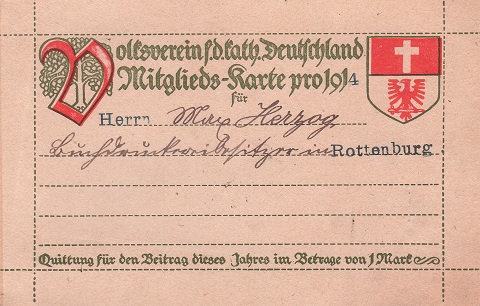 Volksverein f. d. kath. Deutschland
Mitglieds-Karte pro 1914
für
Herrn Max Herzog
Buchdruckereibesitzer in Rottenburg
Quittung für den Beitrag dieses Jahres im Betrage von 1 Mark